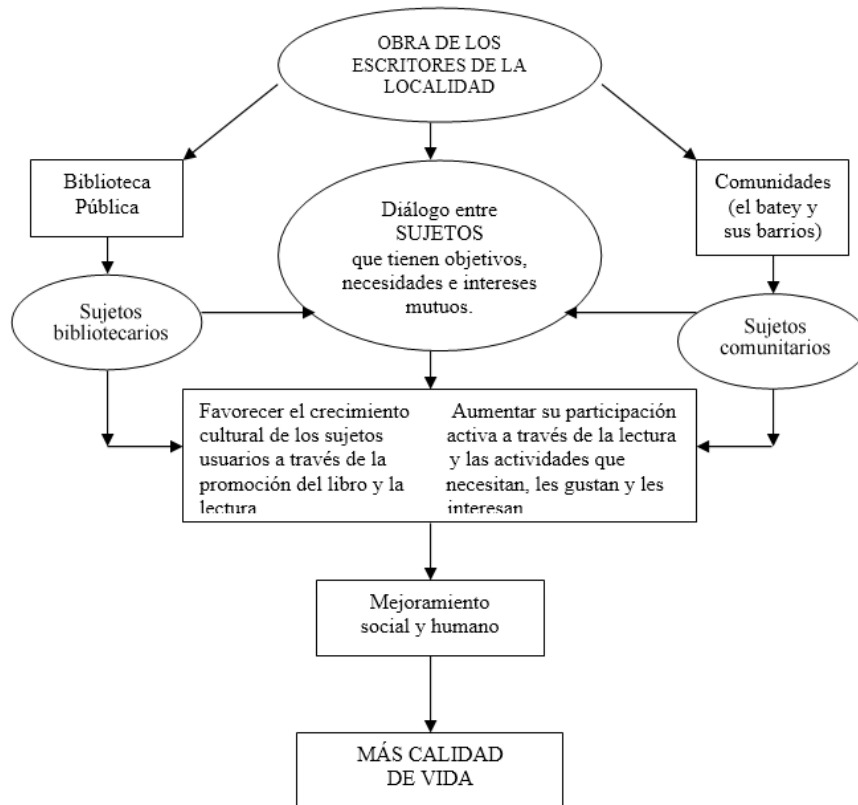 OBRA DE LOS
ESCRITORES DE LA
LOCALIDAD
Biblioteca
Pública
Diálogo entre
SUJETOS
que tienen objetivos,
necesidades e intereses
mutuos.
Comunidades
(el batey y
sus barrios)
Sujetos
bibliotecarios
Sujetos
comunitarios
Favorecer el crecimiento
cultural de los sujetos
usuarios a través de la
promoción del libro y la
lectura
Aumentar su participación
activa a través de la lectura
y las actividades que
necesitan, les gustan y les
interesan
Mejoramiento
social y humano
MÁS CALIDAD
DE VIDA